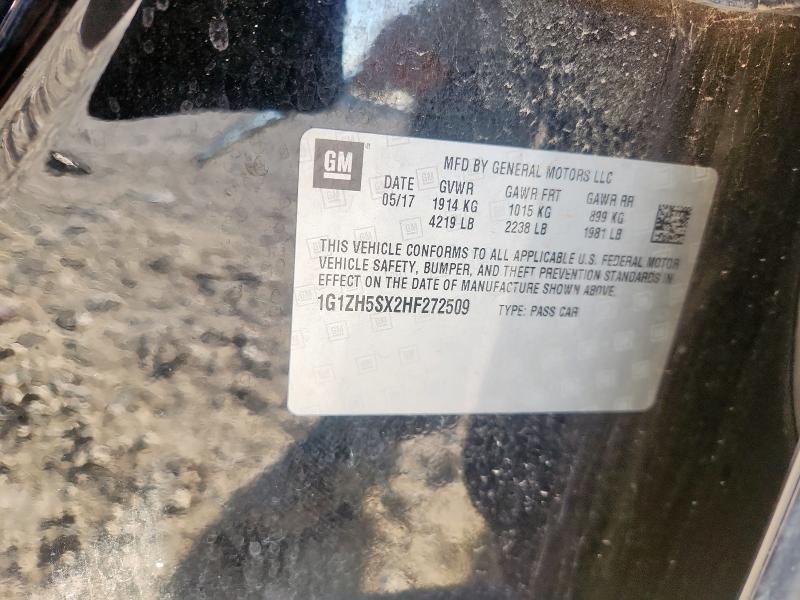 GM
MFD BY GENERAL MOTORS LLC
DATE GVWR GAWR FRT GAWR RR
05/17 1914 KG 1015 KG 899 KG
4219 LB 2238 LB 1981 LB
THIS VEHICLE CONFORMS TO ALL APPLICABLE U.S. FEDERAL MOTOR
VEHICLE SAFETY, BUMPER, AND THEFT PREVENTION STANDARDS IN
EFFECT ON THE DATE OF MANUFACTURE SHOWN ABOVE.
1G1ZH5SX2HF272509 TYPE: PASS CAR